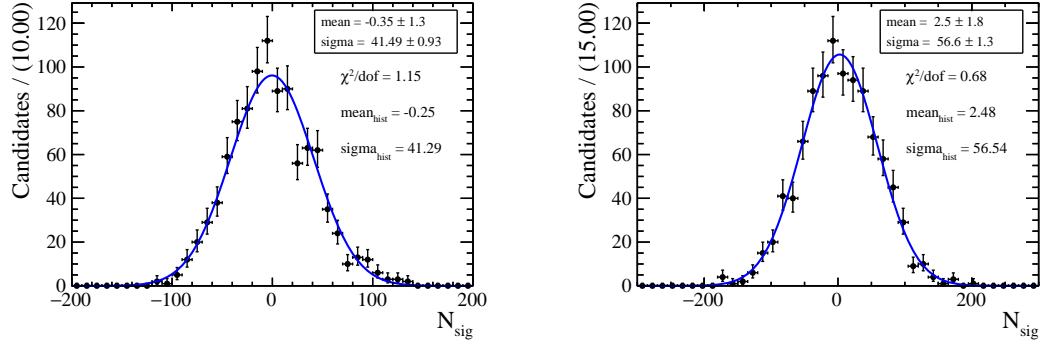 Candidates / (10.00)
120
100
80
60
40
20
0
mean = -0.35 ± 1.3
sigma = 41.49 ± 0.93
χ²/dof = 1.15
mean_hist = -0.25
sigma_hist = 41.29
−200 −100 0 100 200
N_sig
Candidates / (15.00)
120
100
80
60
40
20
0
mean = 2.5 ± 1.8
sigma = 56.6 ± 1.3
χ²/dof = 0.68
mean_hist = 2.48
sigma_hist = 56.54
−200 0 200
N_sig